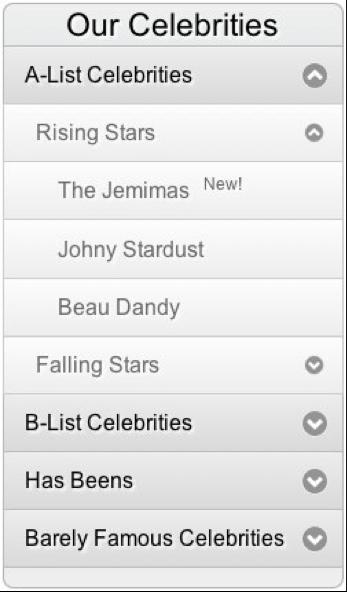 Our Celebrities
A-List Celebrities
Rising Stars
The Jemimas New!
Johny Stardust
Beau Dandy
Falling Stars
B-List Celebrities
Has Beens
Barely Famous Celebrities